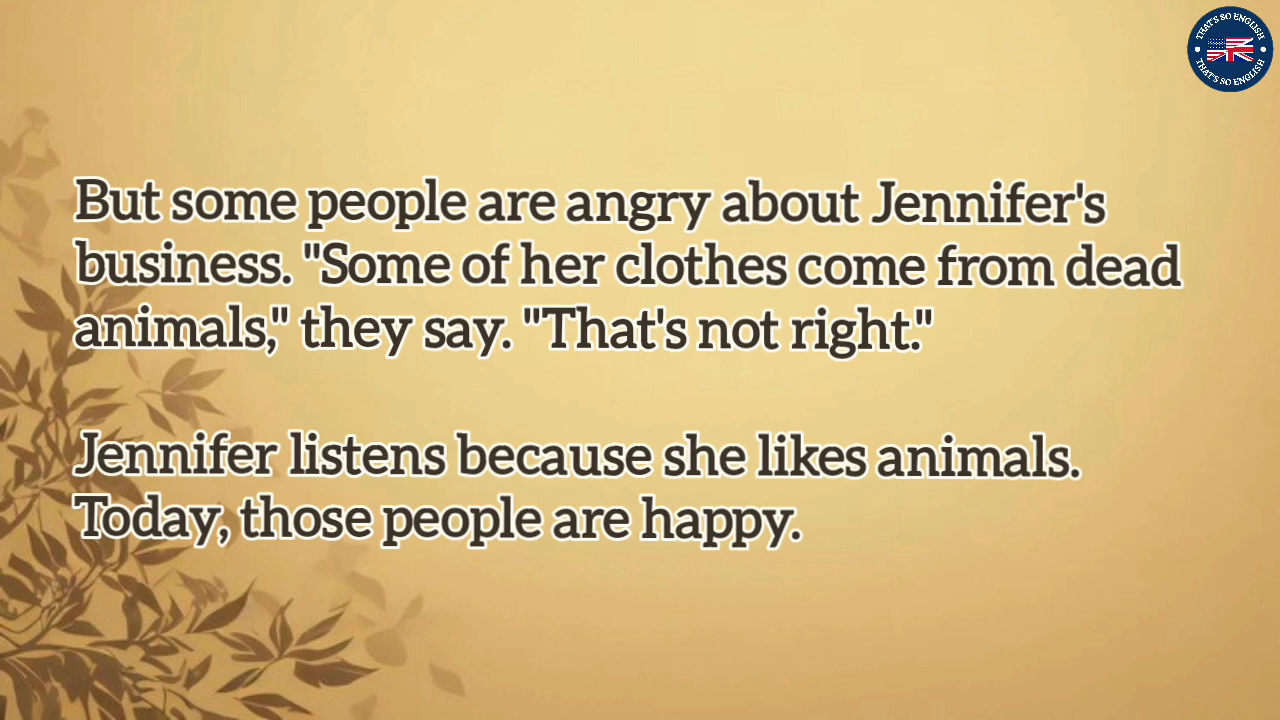 THAT'S SO ENGLISH
THAT'S SO ENGLISH
But some people are angry about Jennifer's
business. "Some of her clothes come from dead
animals," they say. "That's not right."
Jennifer listens because she likes animals.
Today, those people are happy.